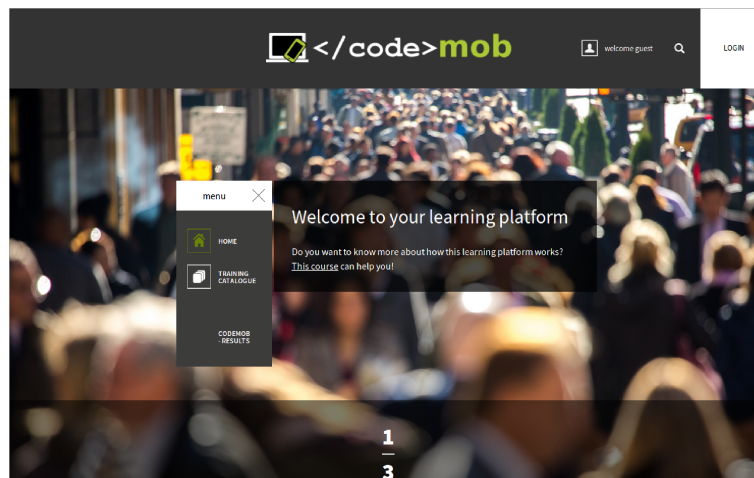 </code>mob
welcome guest
LOGIN
menu
HOME
TRAINING
CATALOGUE
CODEMOB
- RESULTS
Welcome to your learning platform
Do you want to know more about how this learning platform works?
This course can help you!
1
3